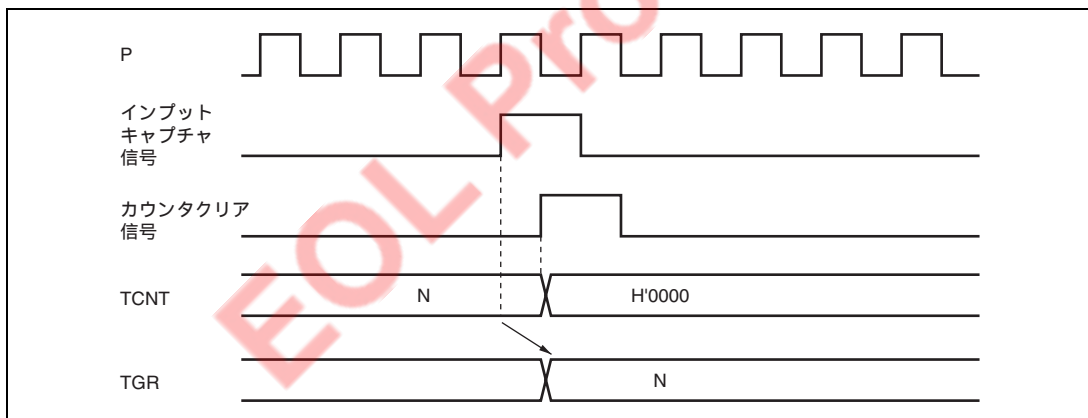 P
インプット
キャプチャ
信号
カウンタクリア
信号
TCNT
N
H'0000
TGR
N
EOL Pro